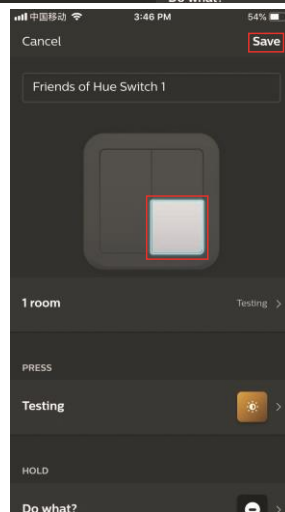 Do what?
中国移动 3:46 PM 54%
Cancel Save
Friends of Hue Switch 1
1 room Testing >
PRESS
Testing >
HOLD
Do what? >